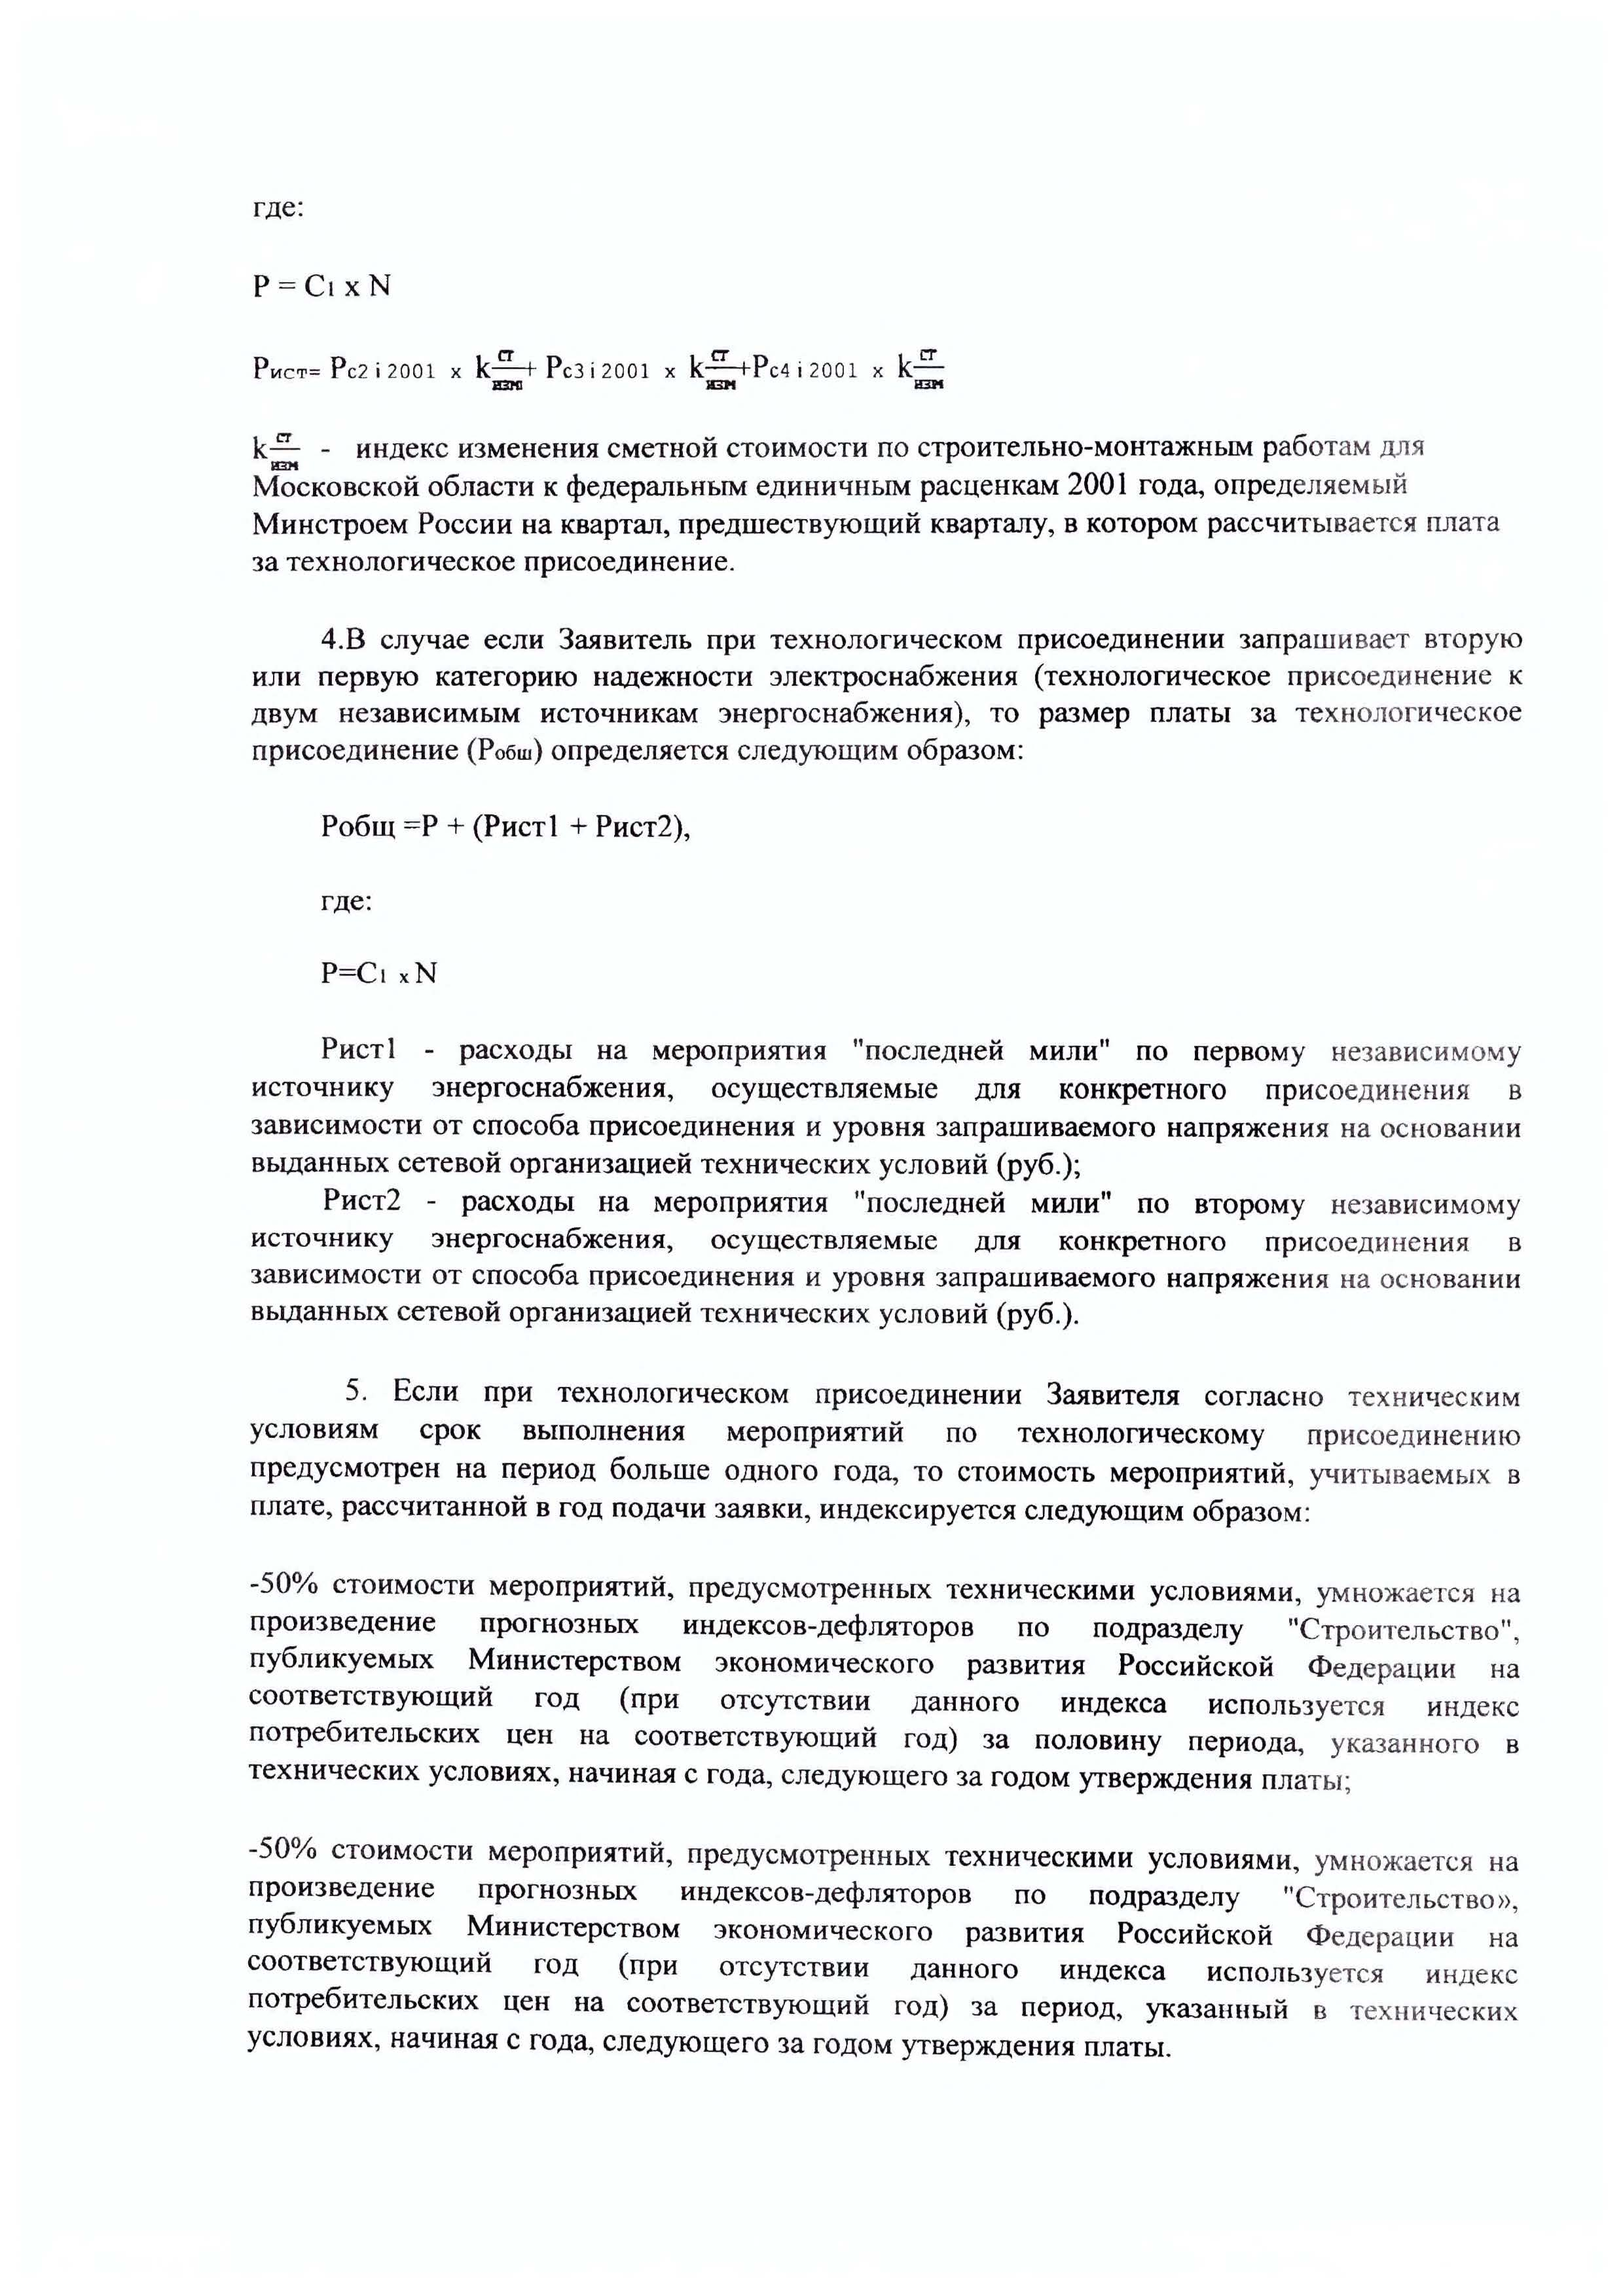 где:
P = C1 x N
Рист= Рс2 i 2001 x k ст/изм + Рс3 i 2001 x k ст/изм +Рс4 i 2001 x k ст/изм
k ст/изм - индекс изменения сметной стоимости по строительно-монтажным работам для
Московской области к федеральным единичным расценкам 2001 года, определяемый
Минстроем России на квартал, предшествующий кварталу, в котором рассчитывается плата
за технологическое присоединение.
4.В случае если Заявитель при технологическом присоединении запрашивает вторую
или первую категорию надежности электроснабжения (технологическое присоединение к
двум независимым источникам энергоснабжения), то размер платы за технологическое
присоединение (Робщ) определяется следующим образом:
Робщ =Р + (Рист1 + Рист2),
где:
P=C1 x N
Рист1 - расходы на мероприятия "последней мили" по первому независимому
источнику энергоснабжения, осуществляемые для конкретного присоединения в
зависимости от способа присоединения и уровня запрашиваемого напряжения на основании
выданных сетевой организацией технических условий (руб.);
Рист2 - расходы на мероприятия "последней мили" по второму независимому
источнику энергоснабжения, осуществляемые для конкретного присоединения в
зависимости от способа присоединения и уровня запрашиваемого напряжения на основании
выданных сетевой организацией технических условий (руб.).
5. Если при технологическом присоединении Заявителя согласно техническим
условиям срок выполнения мероприятий по технологическому присоединению
предусмотрен на период больше одного года, то стоимость мероприятий, учитываемых в
плате, рассчитанной в год подачи заявки, индексируется следующим образом:
-50% стоимости мероприятий, предусмотренных техническими условиями, умножается на
произведение прогнозных индексов-дефляторов по подразделу "Строительство",
публикуемых Министерством экономического развития Российской Федерации на
соответствующий год (при отсутствии данного индекса используется индекс
потребительских цен на соответствующий год) за половину периода, указанного в
технических условиях, начиная с года, следующего за годом утверждения платы;
-50% стоимости мероприятий, предусмотренных техническими условиями, умножается на
произведение прогнозных индексов-дефляторов по подразделу "Строительство»,
публикуемых Министерством экономического развития Российской Федерации на
соответствующий год (при отсутствии данного индекса используется индекс
потребительских цен на соответствующий год) за период, указанный в технических
условиях, начиная с года, следующего за годом утверждения платы.